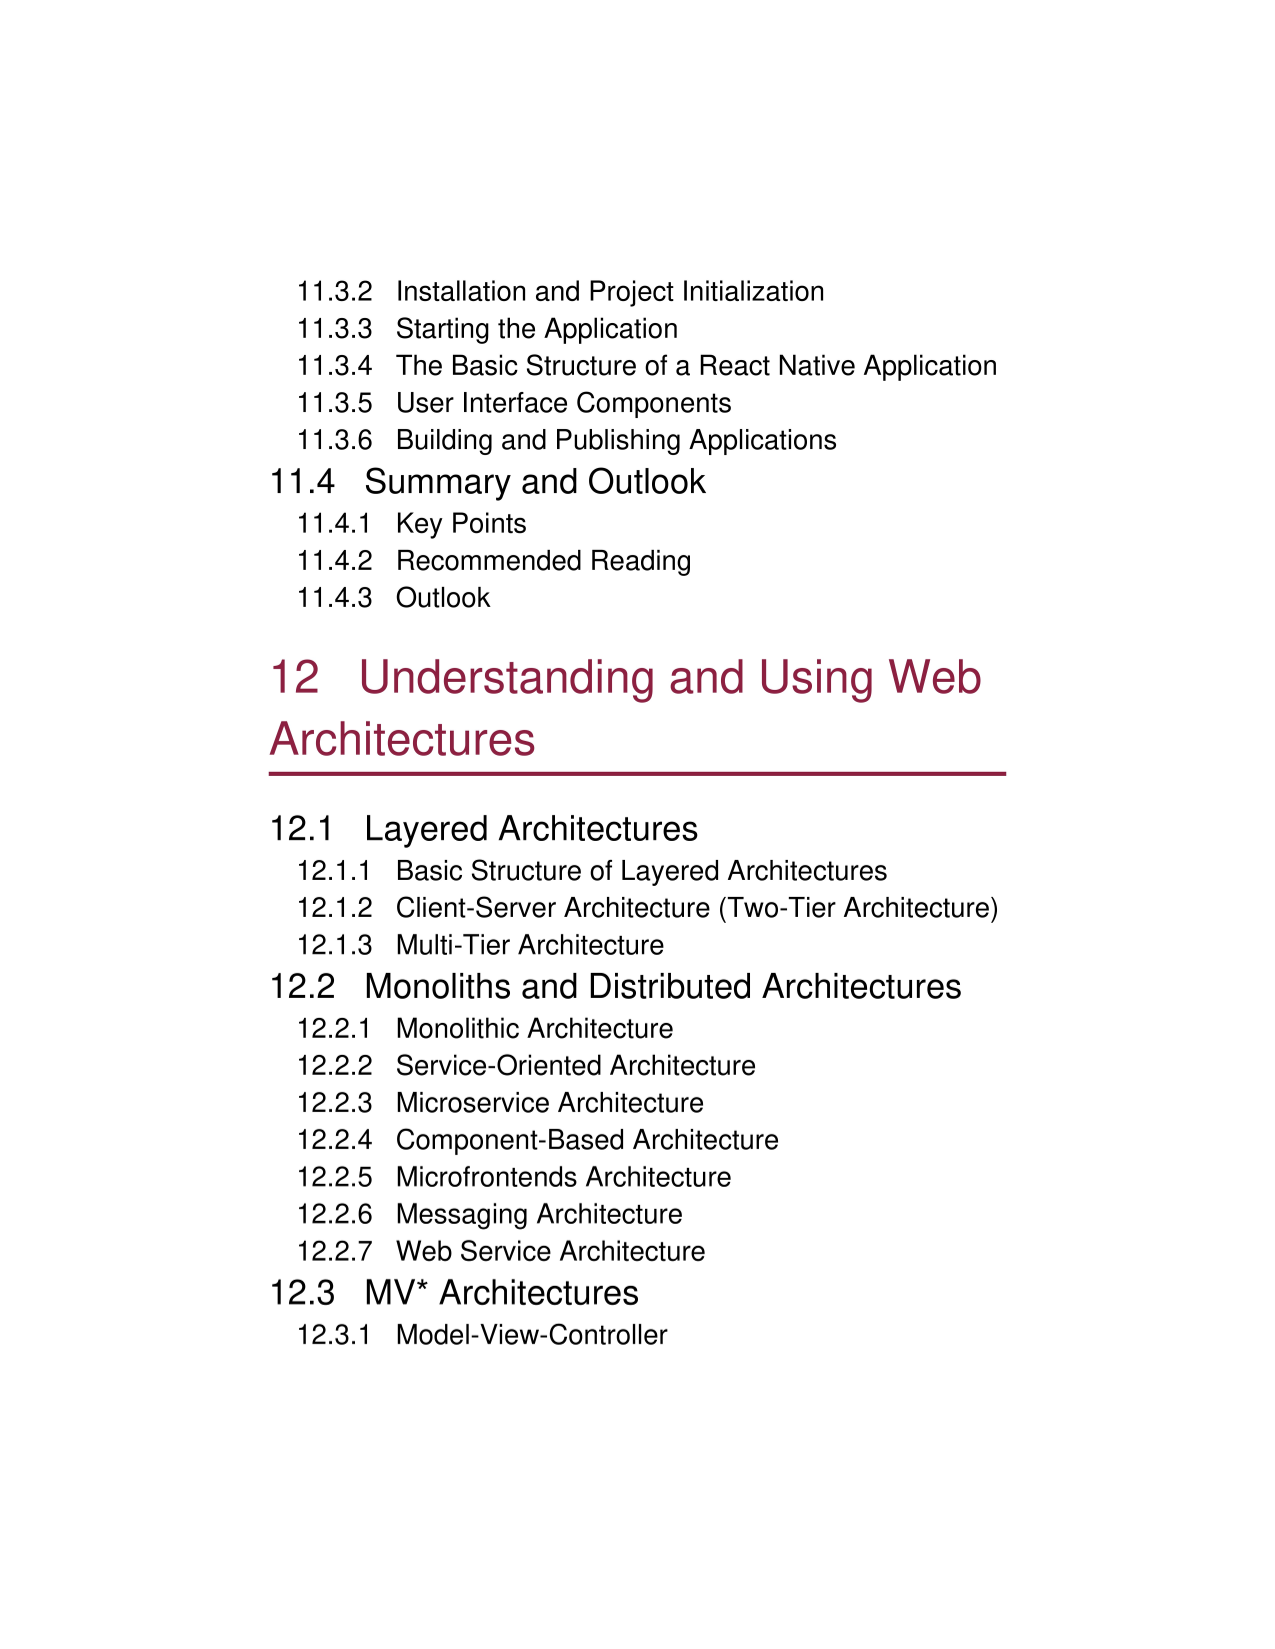 11.3.2 Installation and Project Initialization
11.3.3 Starting the Application
11.3.4 The Basic Structure of a React Native Application
11.3.5 User Interface Components
11.3.6 Building and Publishing Applications
11.4 Summary and Outlook
11.4.1 Key Points
11.4.2 Recommended Reading
11.4.3 Outlook
12 Understanding and Using Web
Architectures
12.1 Layered Architectures
12.1.1 Basic Structure of Layered Architectures
12.1.2 Client-Server Architecture (Two-Tier Architecture)
12.1.3 Multi-Tier Architecture
12.2 Monoliths and Distributed Architectures
12.2.1 Monolithic Architecture
12.2.2 Service-Oriented Architecture
12.2.3 Microservice Architecture
12.2.4 Component-Based Architecture
12.2.5 Microfrontends Architecture
12.2.6 Messaging Architecture
12.2.7 Web Service Architecture
12.3 MV* Architectures
12.3.1 Model-View-Controller